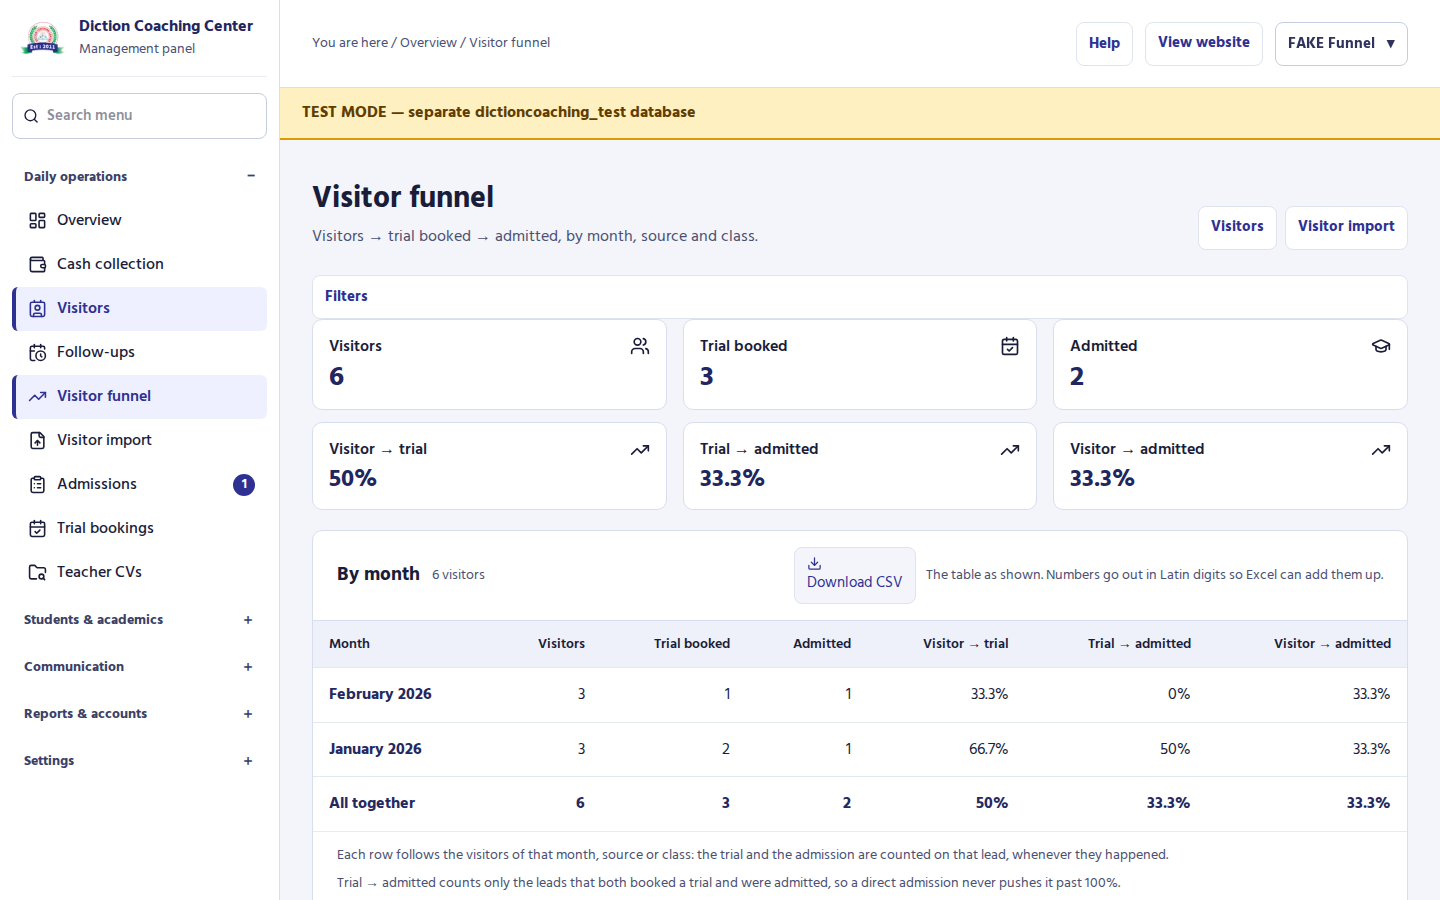 Diction Coaching Center
Management panel
Est : 2011
Search menu
Daily operations −
Overview
Cash collection
Visitors
Follow-ups
Visitor funnel
Visitor import
Admissions 1
Trial bookings
Teacher CVs
Students & academics +
Communication +
Reports & accounts +
Settings +
You are here / Overview / Visitor funnel
Help
View website
FAKE Funnel ▼
TEST MODE — separate dictioncoaching_test database
Visitor funnel
Visitors → trial booked → admitted, by month, source and class.
Visitors
Visitor import
Filters
Visitors
6
Trial booked
3
Admitted
2
Visitor → trial
50%
Trial → admitted
33.3%
Visitor → admitted
33.3%
By month 6 visitors
Download CSV
The table as shown. Numbers go out in Latin digits so Excel can add them up.
Month Visitors Trial booked Admitted Visitor → trial Trial → admitted Visitor → admitted
February 2026 3 1 1 33.3% 0% 33.3%
January 2026 3 2 1 66.7% 50% 33.3%
All together 6 3 2 50% 33.3% 33.3%
Each row follows the visitors of that month, source or class: the trial and the admission are counted on that lead, whenever they happened.
Trial → admitted counts only the leads that both booked a trial and were admitted, so a direct admission never pushes it past 100%.